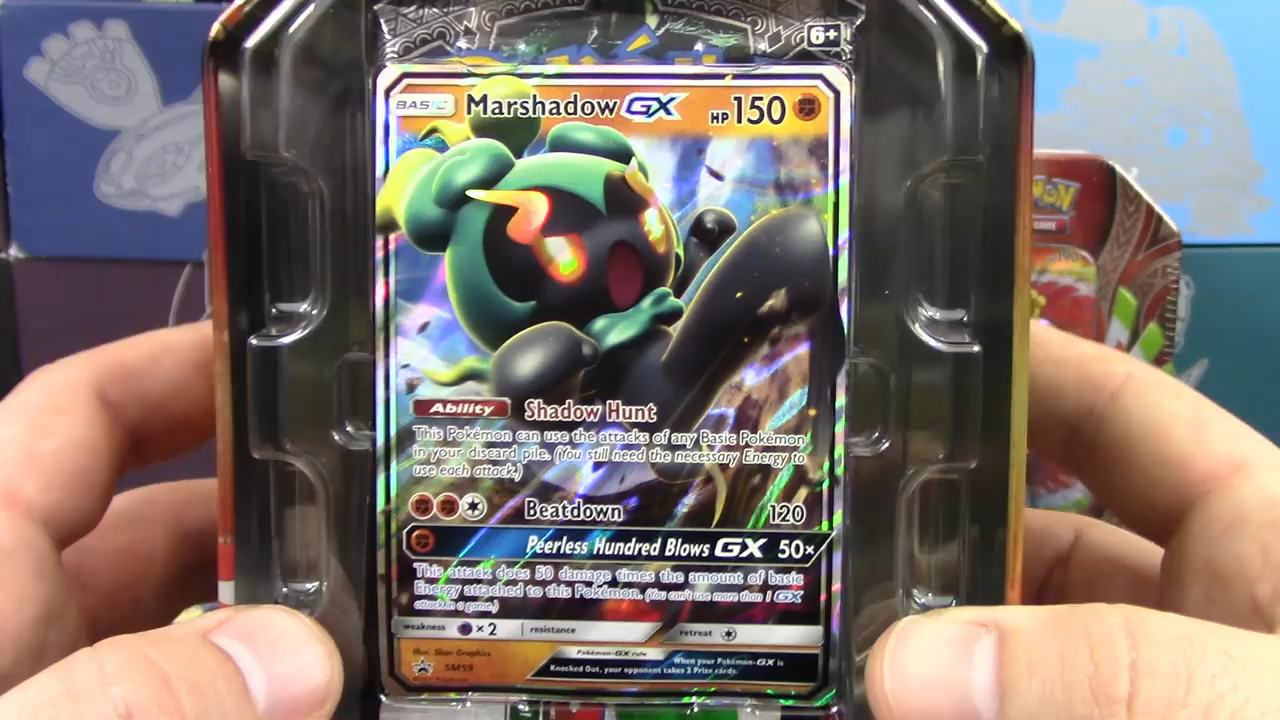 6+
BASIC Marshadow GX HP 150
Ability Shadow Hunt
This Pokémon can use the attacks of any Basic Pokémon
in your discard pile. (You still need the necessary Energy to
use each attack.)
Beatdown 120
Peerless Hundred Blows GX 50×
This attack does 50 damage times the amount of basic
Energy attached to this Pokémon. (You can't use more than 1 GX
attack in a game.)
weakness ×2 resistance retreat
Illus. 5ban Graphics
Pokémon-GX rule
When your Pokémon-GX is
Knocked Out, your opponent takes 2 Prize cards.
SM59